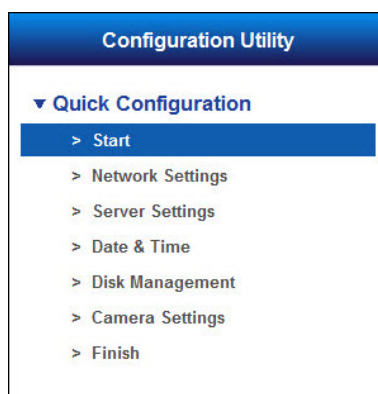 Configuration Utility
▼ Quick Configuration
> Start
> Network Settings
> Server Settings
> Date & Time
> Disk Management
> Camera Settings
> Finish